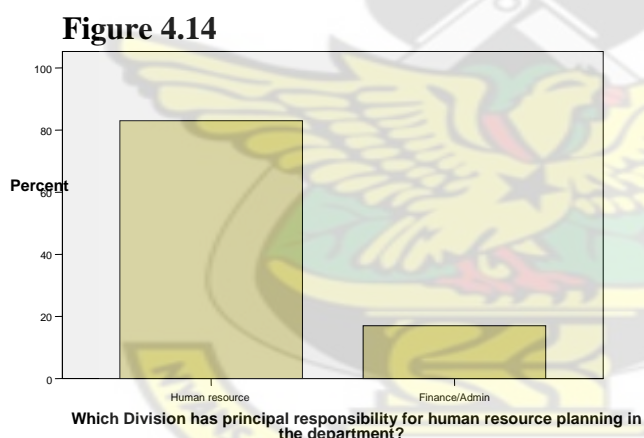 Figure 4.14
100
80
Percent
60
40
20
0
Human resource
Finance/Admin
Which Division has principal responsibility for human resource planning in
the department?